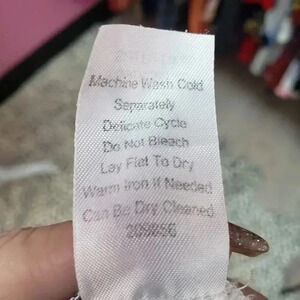 Machine Wash Cold
Separately
Delicate Cycle
Do Not Bleach
Lay Flat To Dry
Warm Iron If Needed
Can Be Dry Cleaned